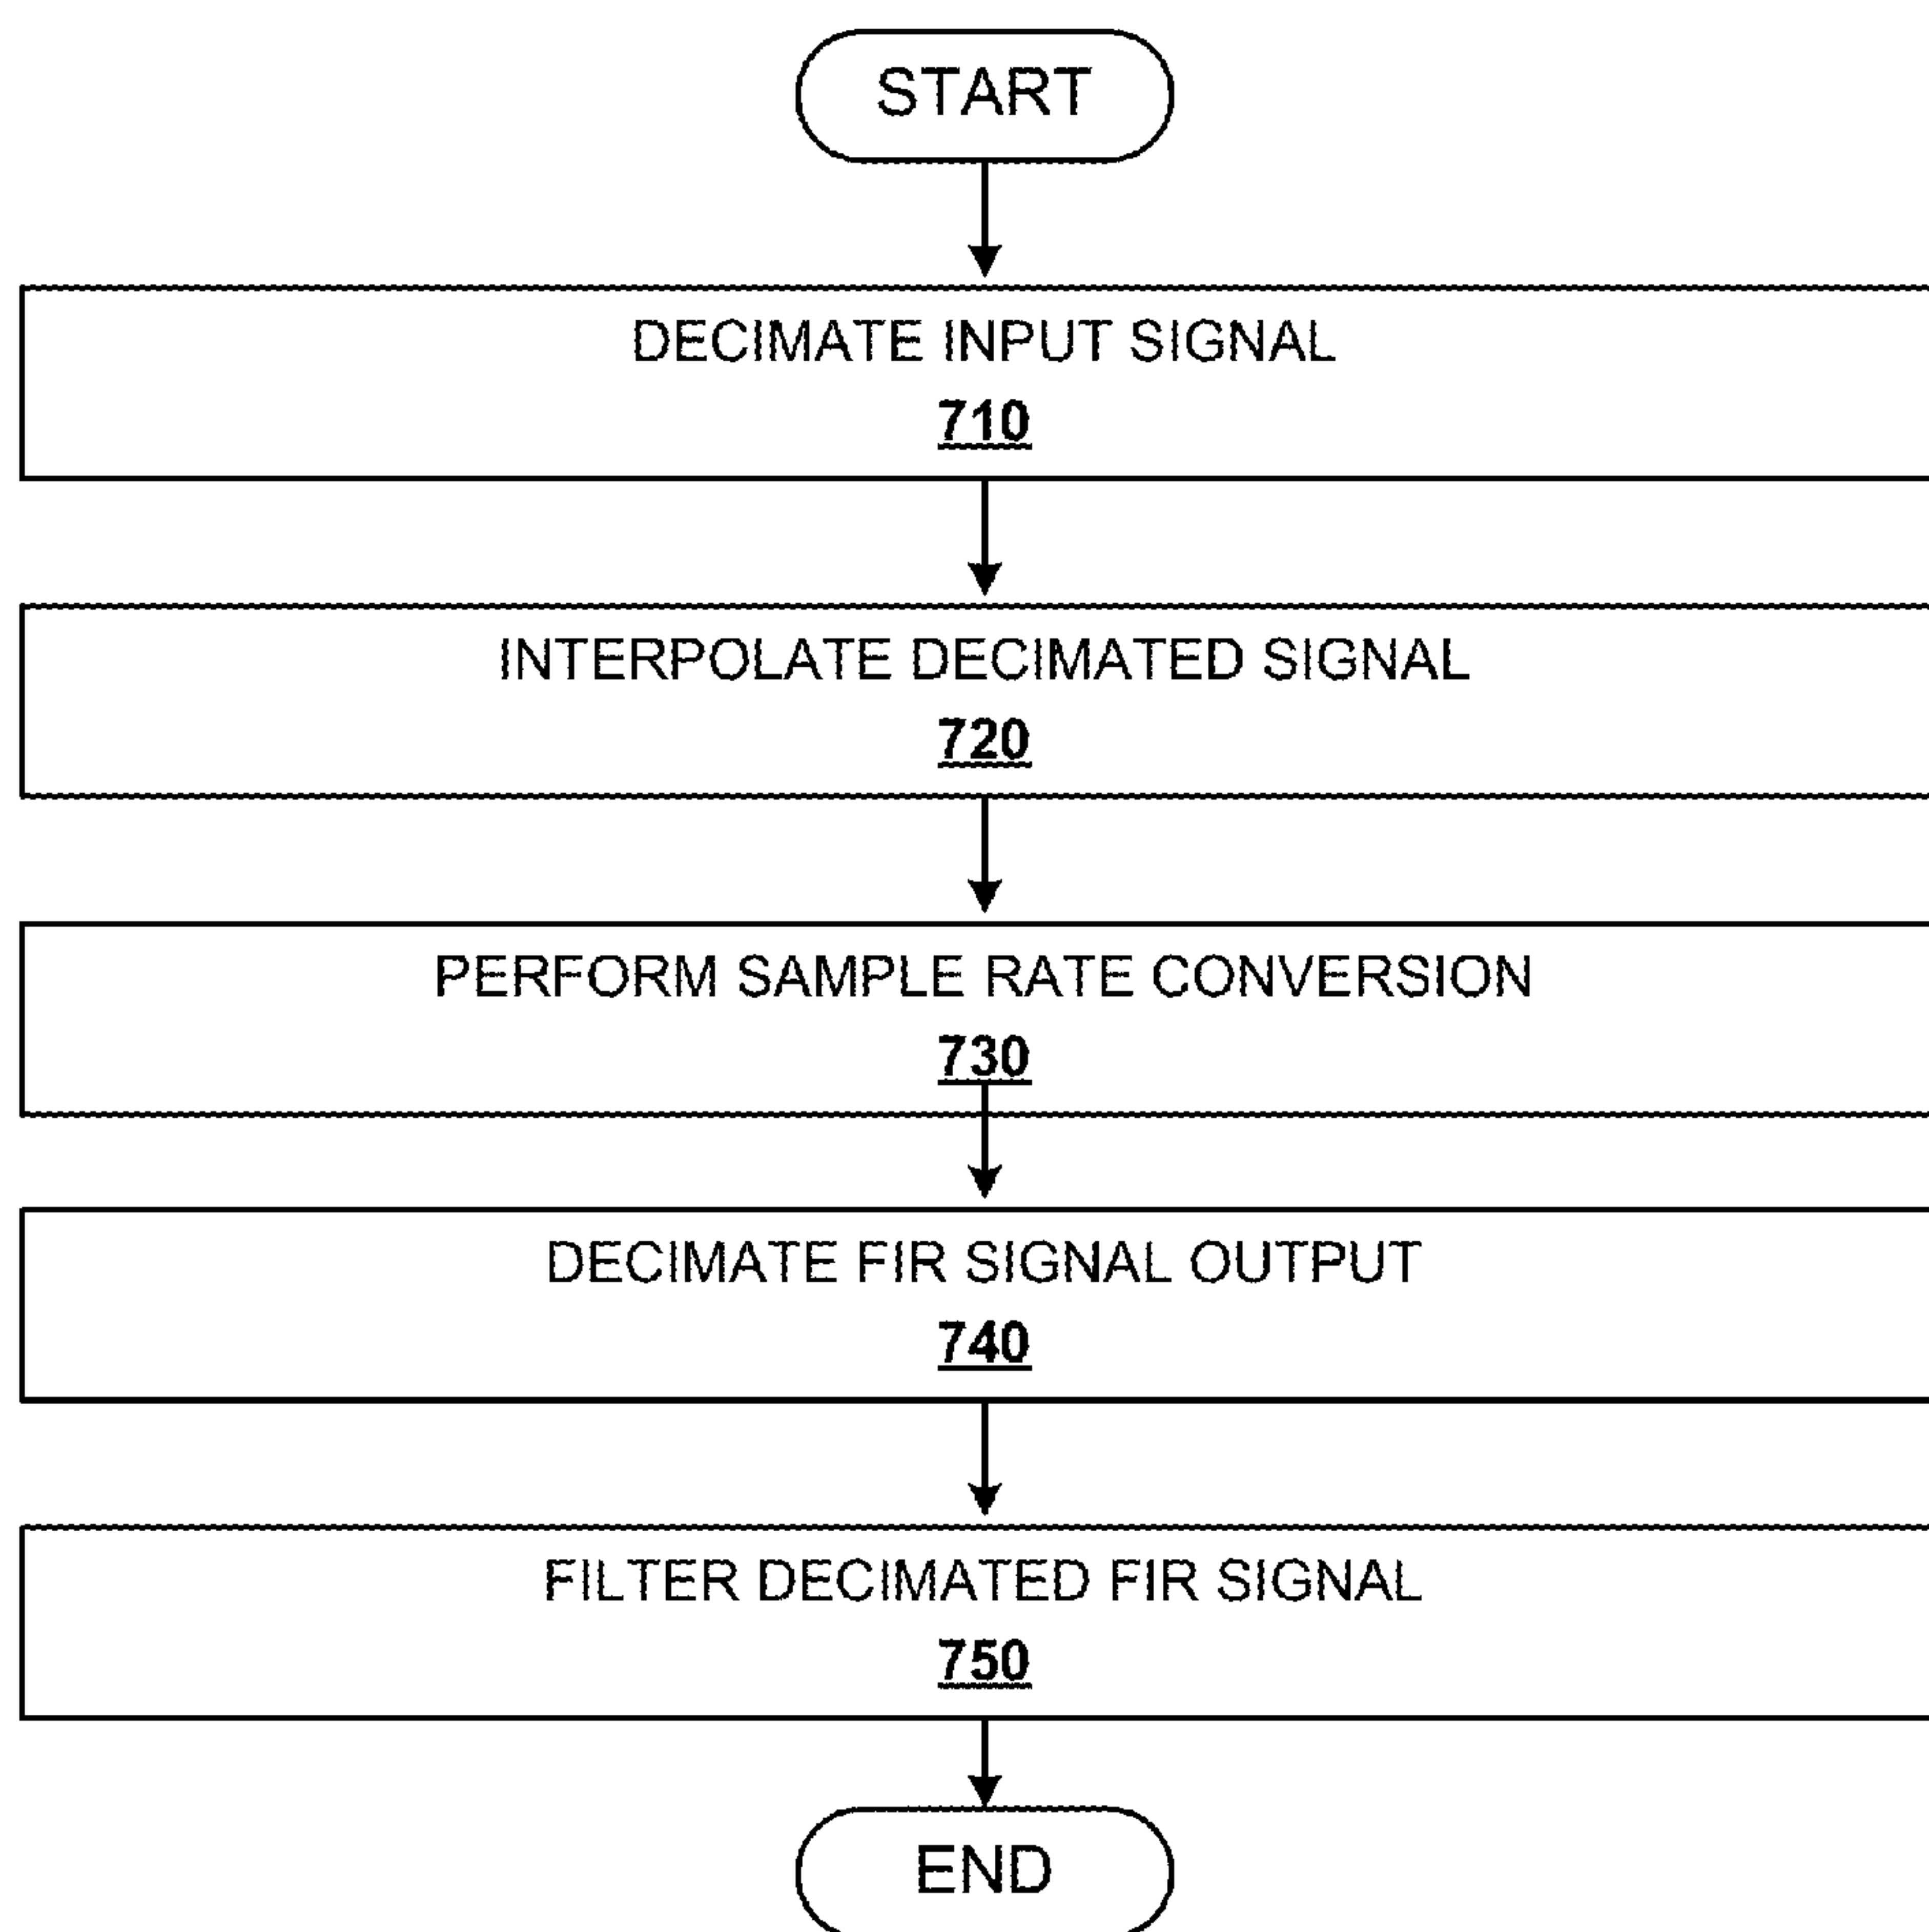 START
DECIMATE INPUT SIGNAL
710
INTERPOLATE DECIMATED SIGNAL
720
PERFORM SAMPLE RATE CONVERSION
730
DECIMATE FIR SIGNAL OUTPUT
740
FILTER DECIMATED FIR SIGNAL
750
END